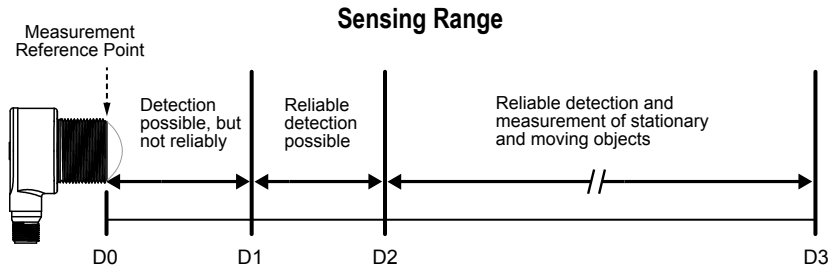 Sensing Range
Measurement
Reference Point
Detection
possible, but
not reliably
Reliable
detection
possible
Reliable detection and
measurement of stationary
and moving objects
D0
D1
D2
D3